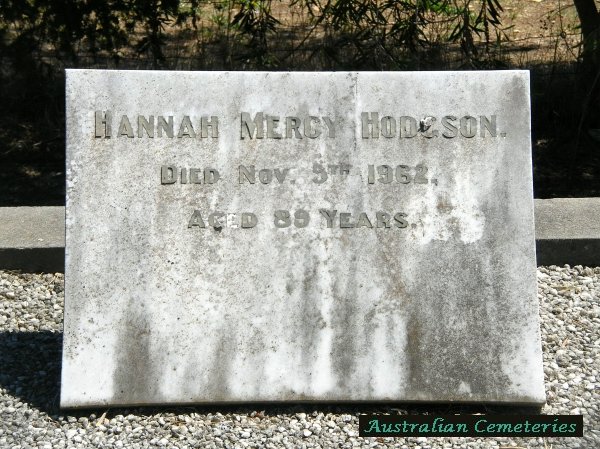 HANNAH MERCY HODGSON.
DIED NOV. 5TH 1962.
AGED 89 YEARS.
Australian Cemeteries